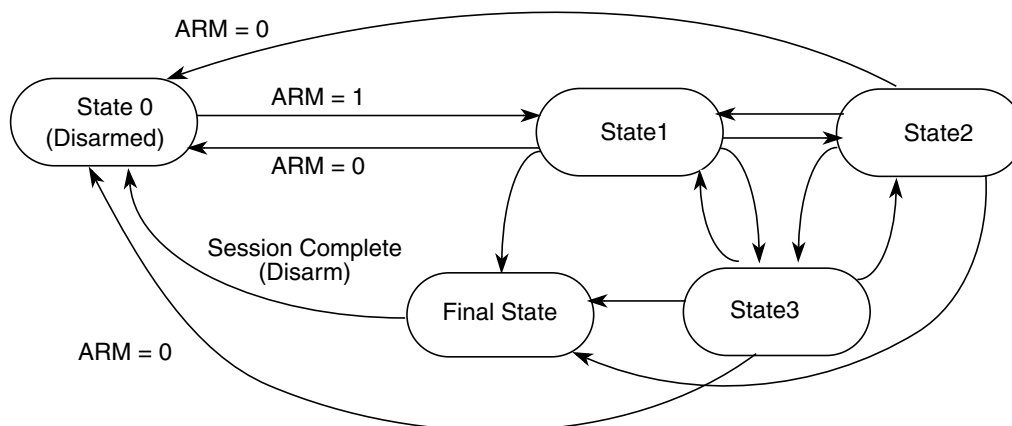 ARM = 0
State 0
(Disarmed)
ARM = 1
State1
State2
ARM = 0
Session Complete
(Disarm)
Final State
State3
ARM = 0